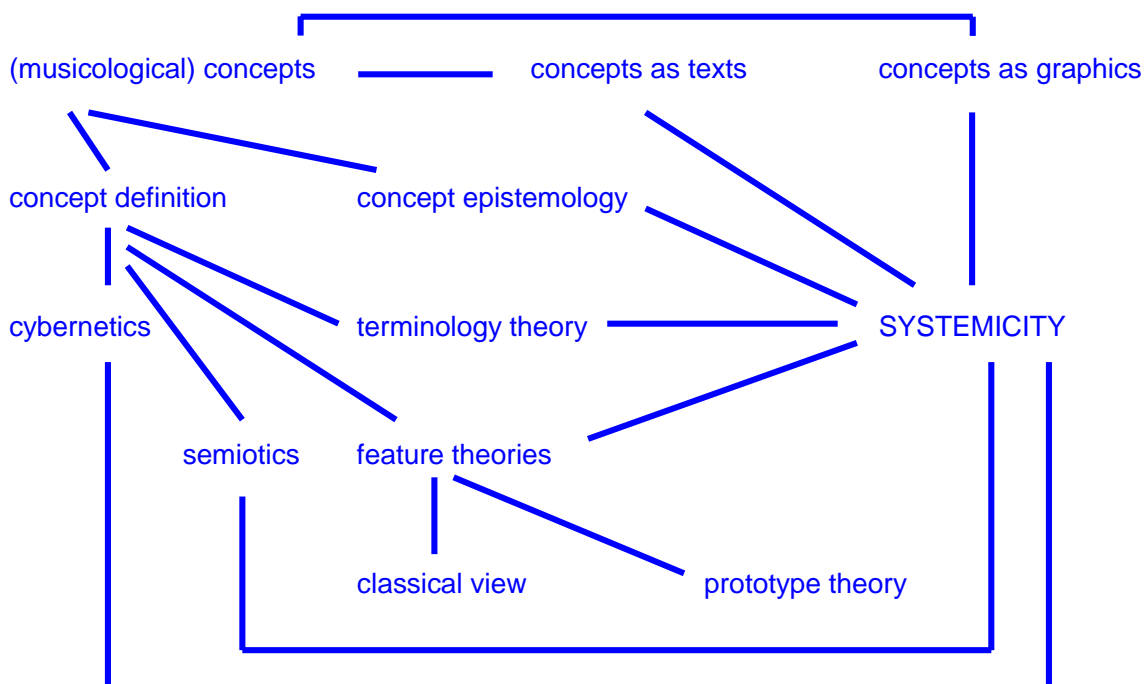 (musicological) concepts
concepts as texts
concepts as graphics
concept definition
concept epistemology
cybernetics
terminology theory
SYSTEMICITY
semiotics
feature theories
classical view
prototype theory